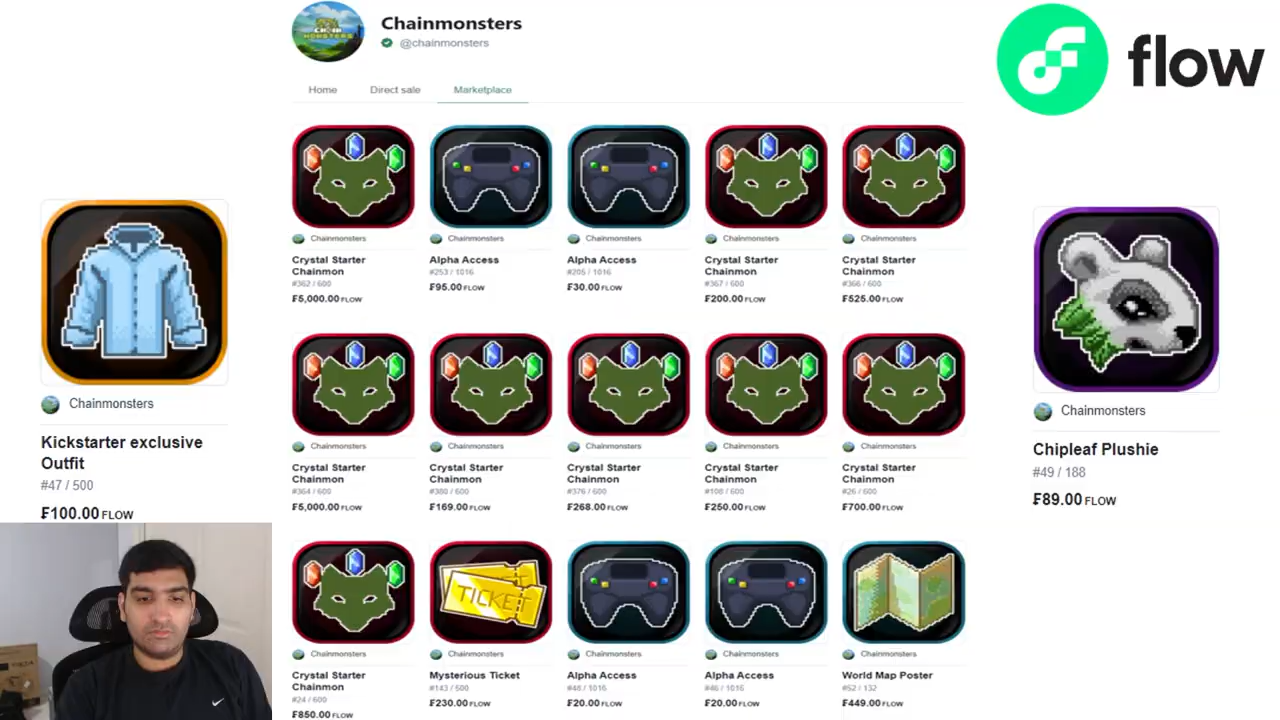 Chainmonsters
@chainmonsters
flow
Home Direct sale Marketplace
Chainmonsters Chainmonsters Chainmonsters Chainmonsters Chainmonsters
Crystal Starter Chainmon
#362 / 600
₣5,000.00 FLOW
Alpha Access
#253 / 1016
₣95.00 FLOW
Alpha Access
#205 / 1016
₣30.00 FLOW
Crystal Starter
Chainmon
#367 / 600
₣200.00 FLOW
Crystal Starter
Chainmon
#366 / 600
₣525.00 FLOW
Chainmonsters
Kickstarter exclusive
Outfit
#47 / 500
₣100.00 FLOW
Chainmonsters Chainmonsters Chainmonsters Chainmonsters Chainmonsters
Crystal Starter
Chainmon
#364 / 600
₣5,000.00 FLOW
Crystal Starter
Chainmon
#380 / 600
₣169.00 FLOW
Crystal Starter
Chainmon
#376 / 600
₣268.00 FLOW
Crystal Starter
Chainmon
#108 / 600
₣250.00 FLOW
Crystal Starter
Chainmon
#26 / 600
₣700.00 FLOW
Chainmonsters
Chipleaf Plushie
#49 / 188
₣89.00 FLOW
TICKET
Chainmonsters Chainmonsters Chainmonsters Chainmonsters Chainmonsters
Crystal Starter
Chainmon
#24 / 600
₣850.00 FLOW
Mysterious Ticket
#143 / 500
₣230.00 FLOW
Alpha Access
#48 / 1016
₣20.00 FLOW
Alpha Access
#46 / 1016
₣20.00 FLOW
World Map Poster
#52 / 132
₣449.00 FLOW